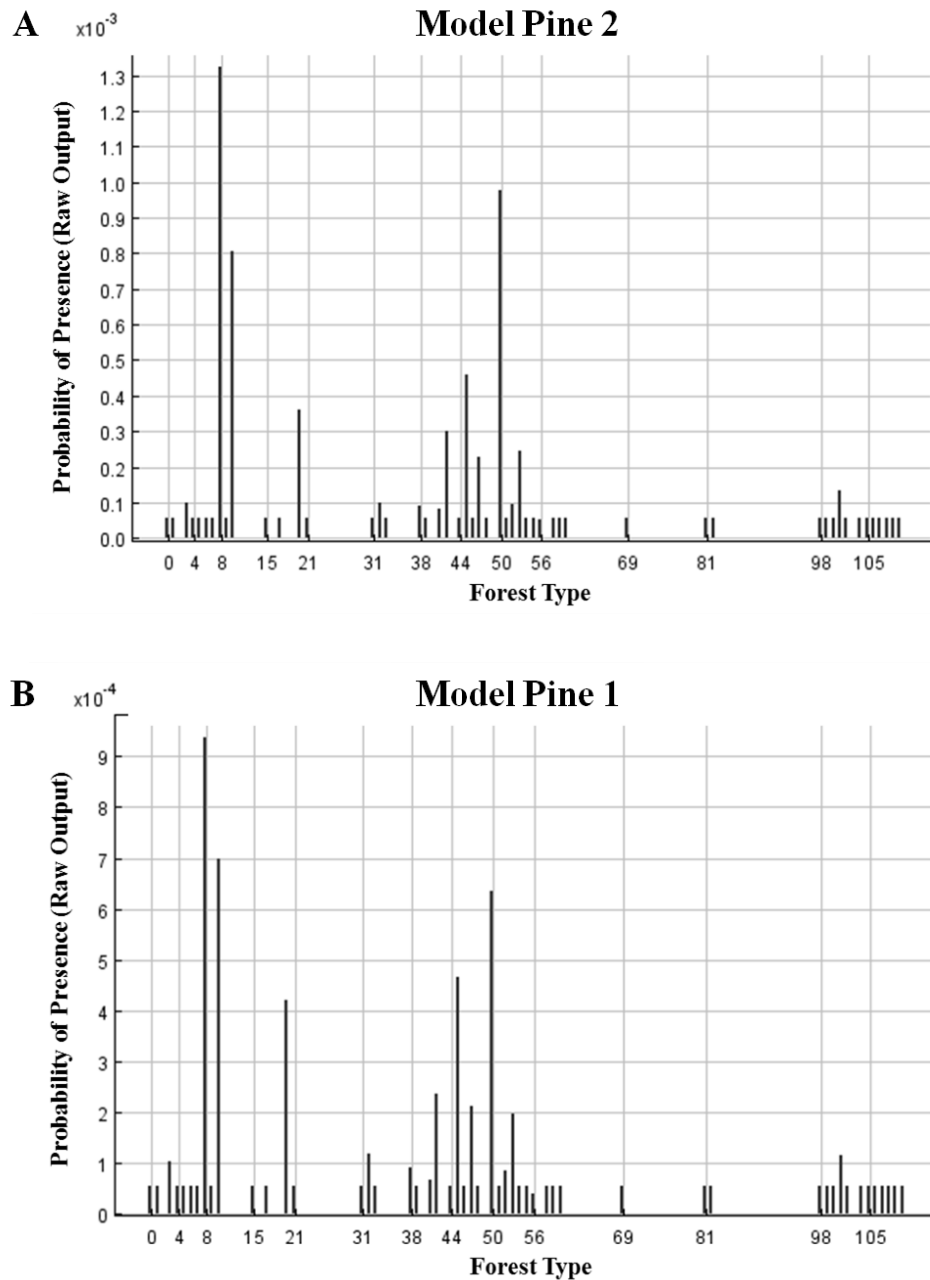 A
x10-3
Model Pine 2
Probability of Presence (Raw Output)
1.3
1.2
1.1
1.0
0.9
0.8
0.7
0.6
0.5
0.4
0.3
0.2
0.1
0.0
0 4 8 15 21 31 38 44 50 56 69 81 98 105
Forest Type
B
x10-4
Model Pine 1
Probability of Presence (Raw Output)
9
8
7
6
5
4
3
2
1
0
0 4 8 15 21 31 38 44 50 56 69 81 98 105
Forest Type